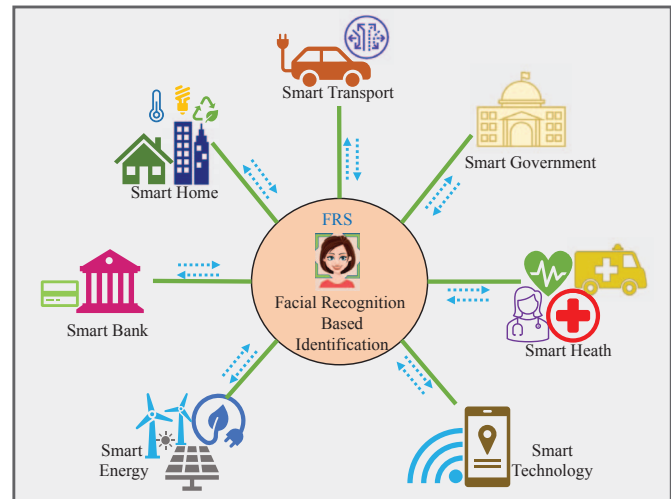 Smart Transport
Smart Government
Smart Home
FRS
Facial Recognition
Based
Identification
Smart Bank
Smart Heath
Smart
Energy
Smart
Technology